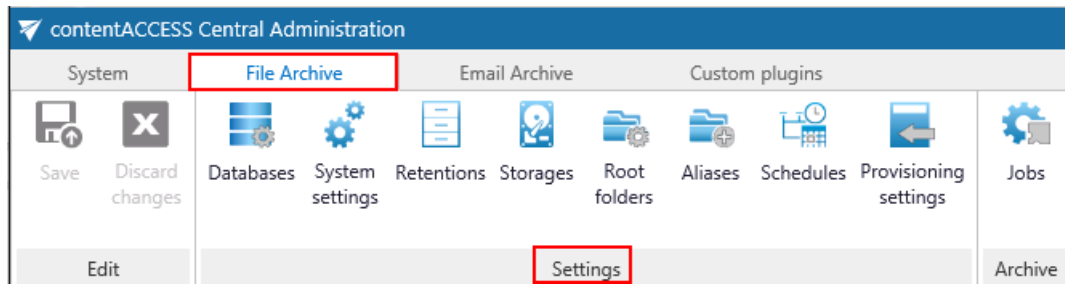 contentACCESS Central Administration
System File Archive Email Archive Custom plugins
Save Discard changes Databases System settings Retentions Storages Root folders Aliases Schedules Provisioning settings Jobs
Edit Settings Archive